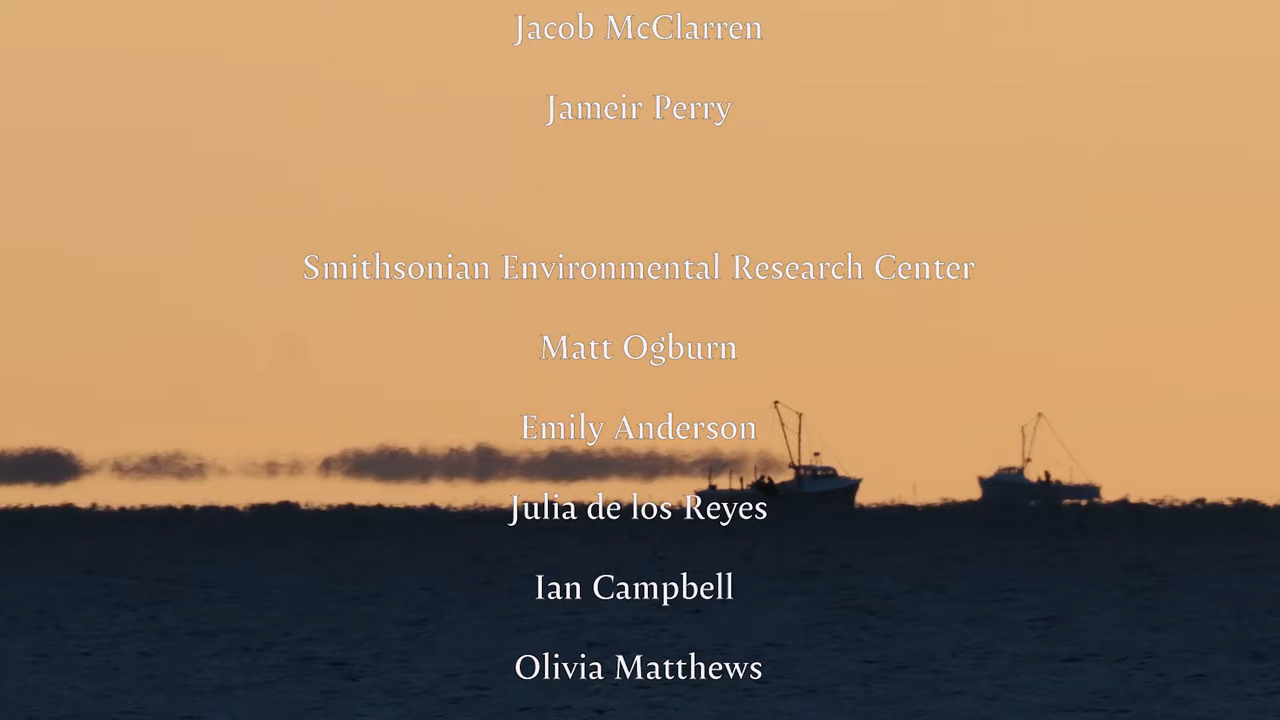 Jacob McClarren
Jameir Perry
Smithsonian Environmental Research Center
Matt Ogburn
Emily Anderson
Julia de los Reyes
Ian Campbell
Olivia Matthews